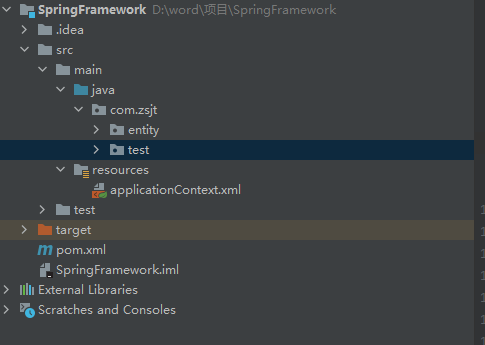 SpringFramework D:\word\项目\SpringFramework
.idea
src
main
java
com.zsjt
entity
test
resources
applicationContext.xml
test
target
pom.xml
SpringFramework.iml
External Libraries
Scratches and Consoles